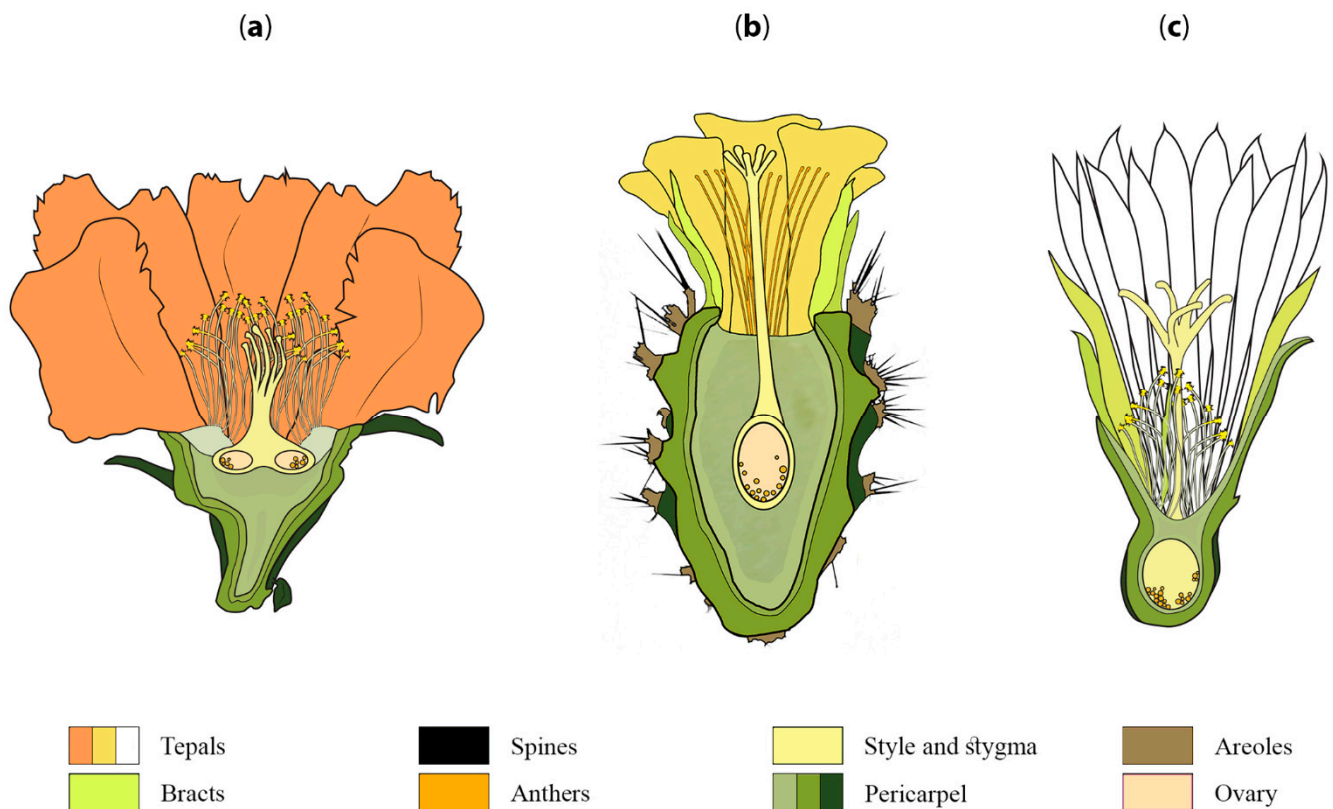 (a) (b) (c)
Tepals Spines Style and stygma Areoles
Bracts Anthers Pericarpel Ovary